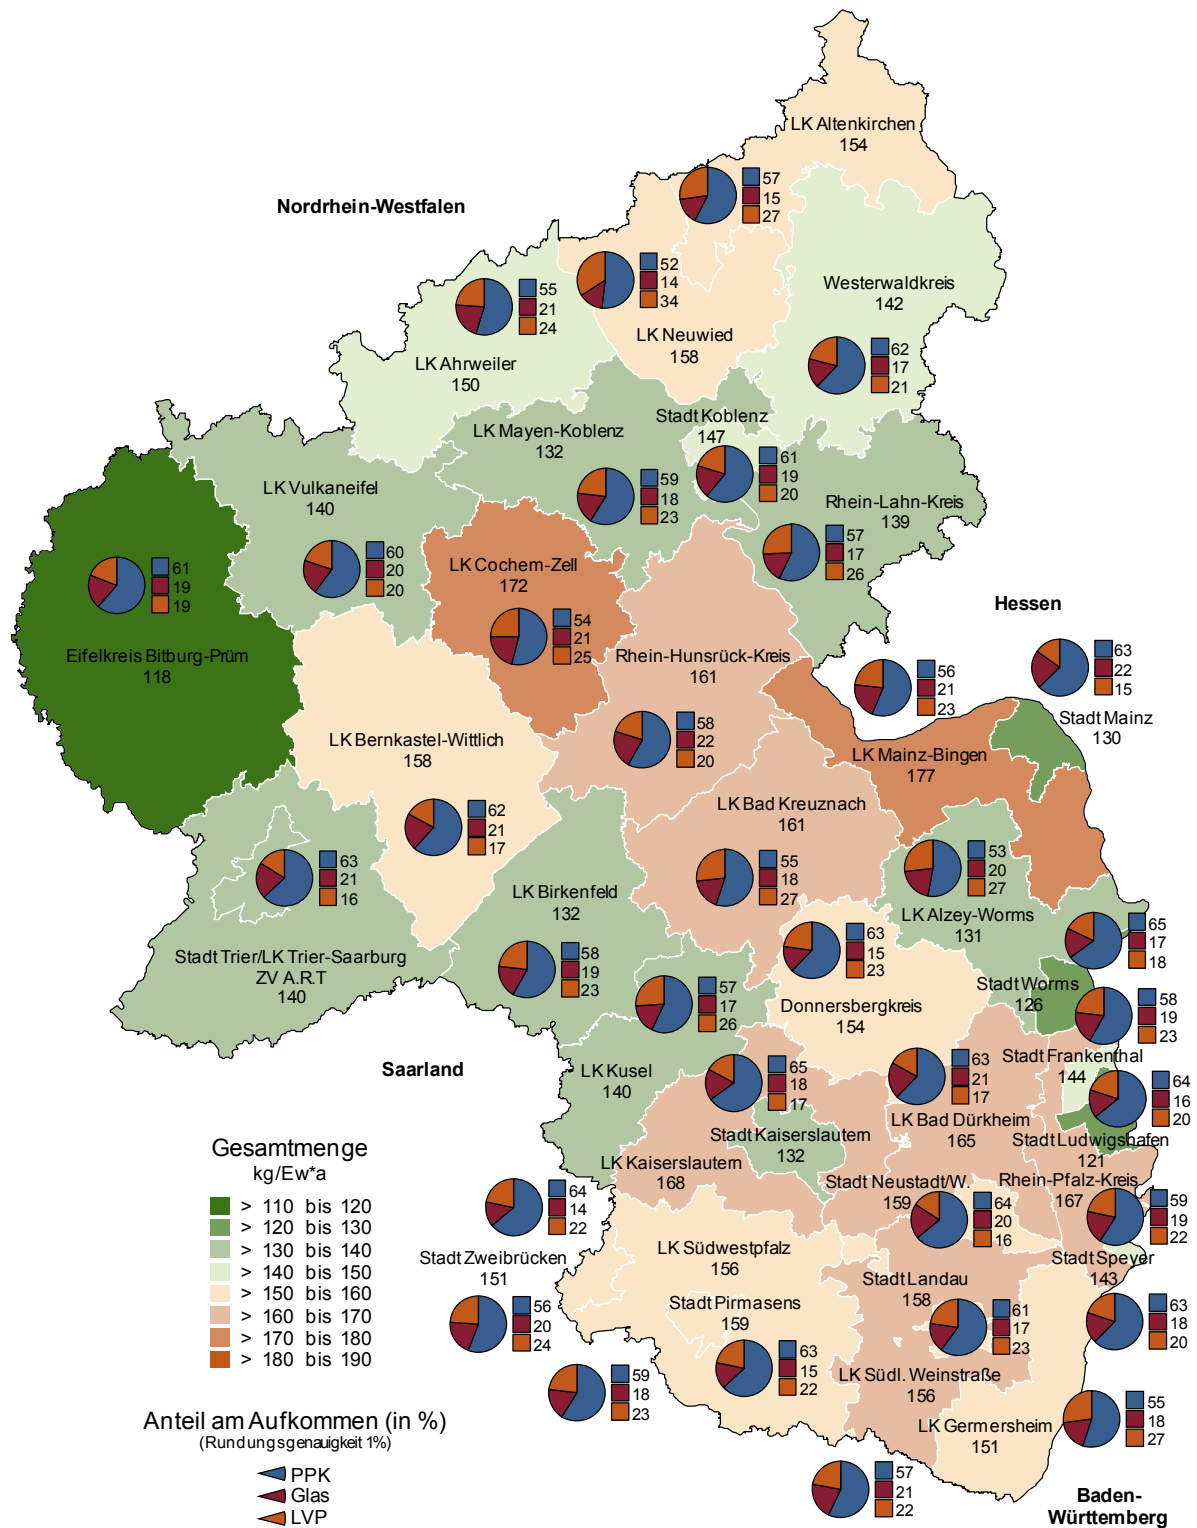 LK Altenkirchen
154
57
15
27
Nordrhein-Westfalen
52
14
34
Westerwaldkreis
142
55
21
24
LK Neuwied
158
62
17
21
LK Ahrweiler
150
Stadt Koblenz
147
LK Mayen-Koblenz
132
61
19
20
59
18
23
LK Vulkaneifel
140
Rhein-Lahn-Kreis
139
57
17
26
60
20
20
61
19
19
LK Cochem-Zell
172
54
21
25
Hessen
Eifelkreis Bitburg-Prüm
118
Rhein-Hunsrück-Kreis
161
56
21
23
63
22
15
Stadt Mainz
130
58
22
20
LK Bernkastel-Wittlich
158
LK Mainz-Bingen
177
62
21
17
LK Bad Kreuznach
161
55
18
27
53
20
27
63
21
16
LK Birkenfeld
132
LK Alzey-Worms
131
65
17
18
63
15
23
Stadt Trier/LK Trier-Saarburg
ZV A.R.T
140
58
19
23
57
17
26
Stadt Worms
126
58
19
23
Donnersbergkreis
154
Saarland
LK Kusel
140
65
18
17
63
21
17
Stadt Frankenthal
144
64
16
20
Stadt Kaiserslautern
132
LK Bad Dürkheim
165
Stadt Ludwigshafen
121
LK Kaiserslautern
168
Stadt Neustadt/W.
159
Rhein-Pfalz-Kreis
167
64
14
22
64
20
16
59
19
22
Gesamtmenge
kg/Ew*a
> 110 bis 120
> 120 bis 130
> 130 bis 140
> 140 bis 150
> 150 bis 160
> 160 bis 170
> 170 bis 180
> 180 bis 190
Stadt Zweibrücken
151
LK Südwestpfalz
156
Stadt Speyer
143
Stadt Landau
158
Stadt Pirmasens
159
56
20
24
61
17
23
63
18
20
63
15
22
59
18
23
LK Südl. Weinstraße
156
LK Germersheim
151
55
18
27
57
21
22
Anteil am Aufkommen (in %)
(Rundungsgenauigkeit 1%)
PPK
Glas
LVP
Baden-
Württemberg